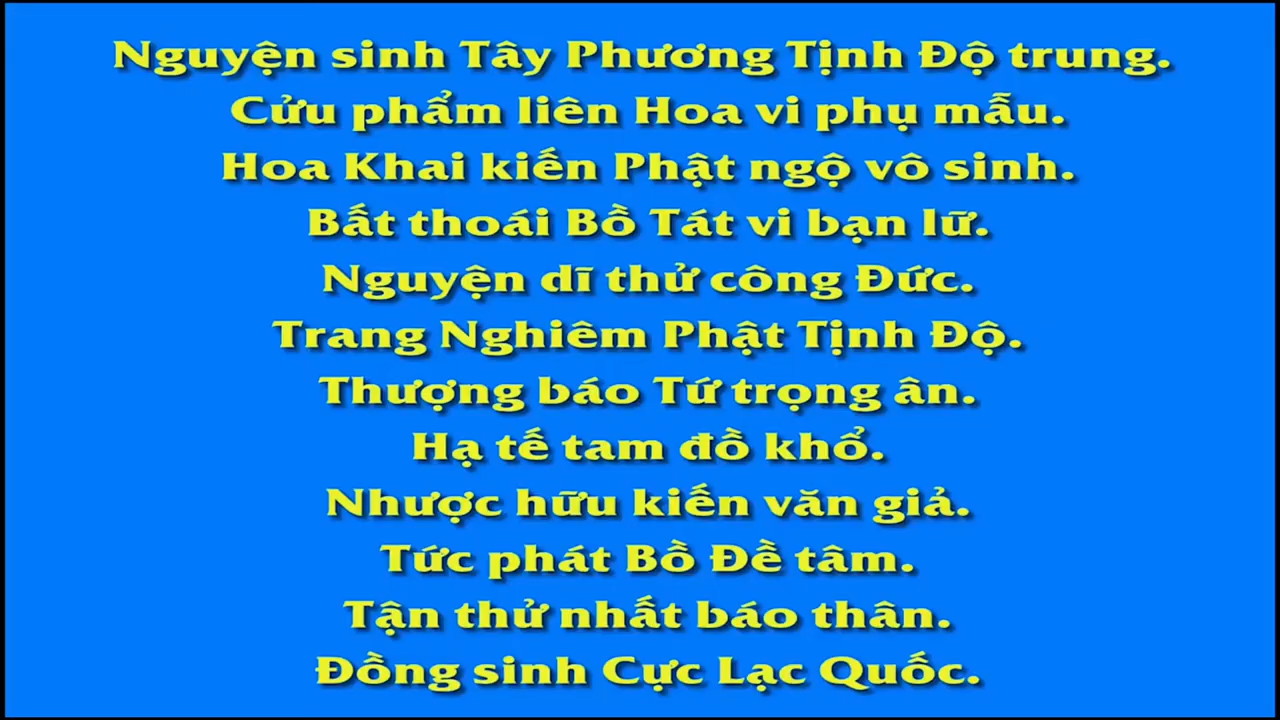 Nguyện sinh Tây Phương Tịnh Độ trung.
Cửu phẩm liên Hoa vi phụ mẫu.
Hoa Khai kiến Phật ngộ vô sinh.
Bất thoái Bồ Tát vi bạn lữ.
Nguyện dĩ thử công Đức.
Trang Nghiêm Phật Tịnh Độ.
Thượng báo Tứ trọng ân.
Hạ tế tam đồ khổ.
Nhược hữu kiến văn giả.
Tức phát Bồ Đề tâm.
Tận thử nhất báo thân.
Đồng sinh Cực Lạc Quốc.